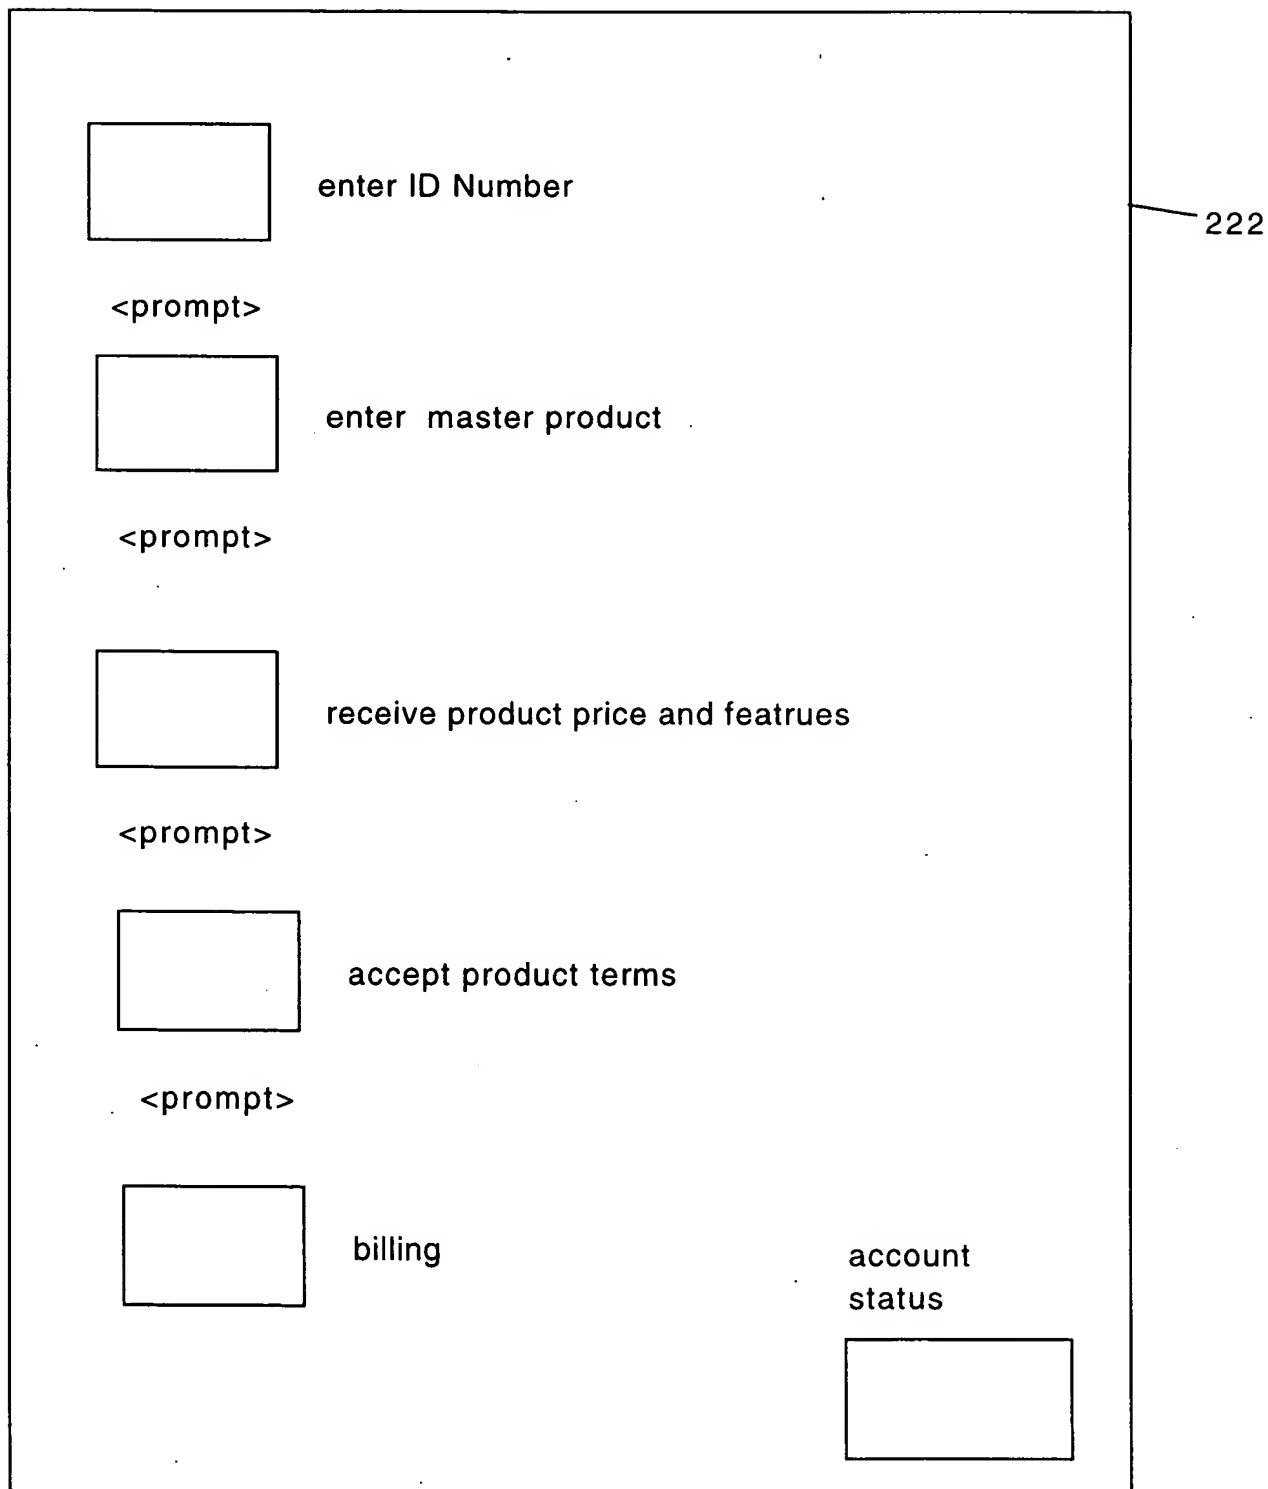 enter ID Number
222
<prompt>
enter master product
<prompt>
receive product price and featrues
<prompt>
accept product terms
<prompt>
billing
account
status